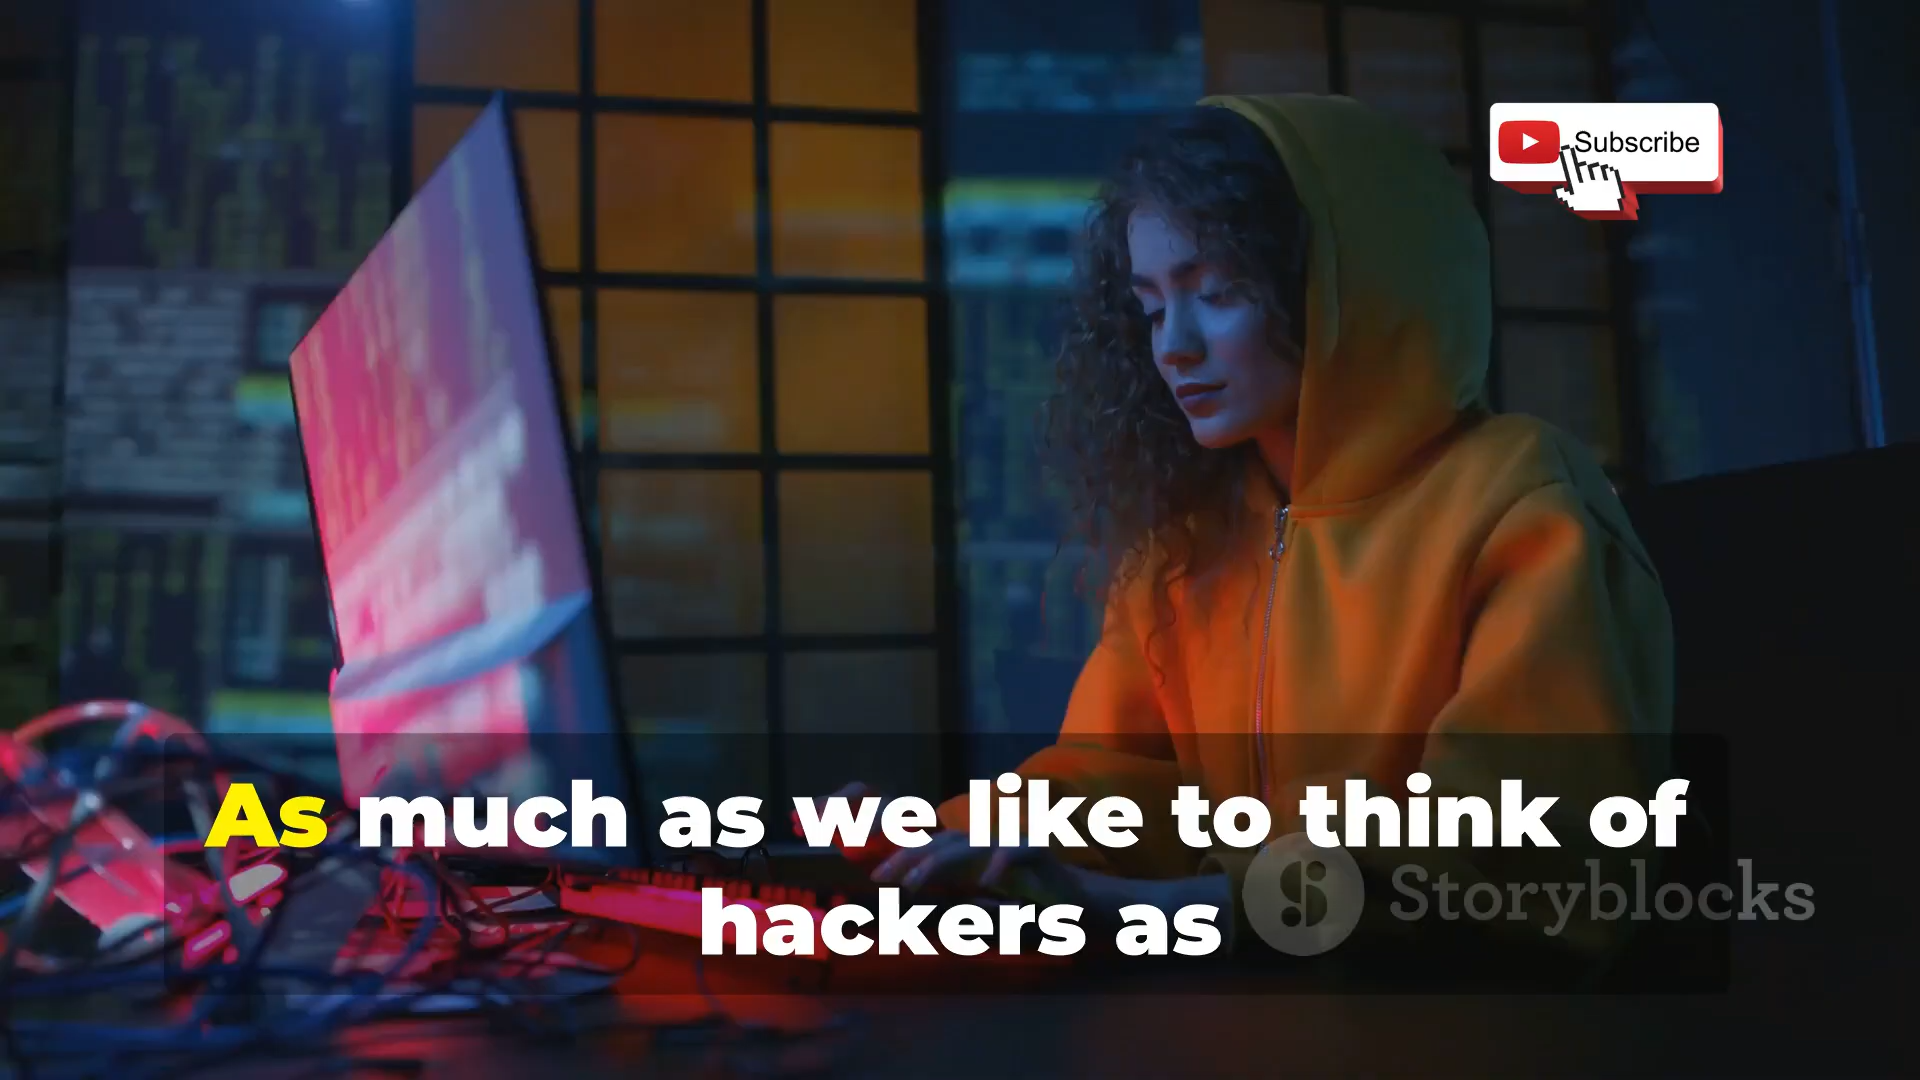 Subscribe
As much as we like to think of
hackers as
Storyblocks